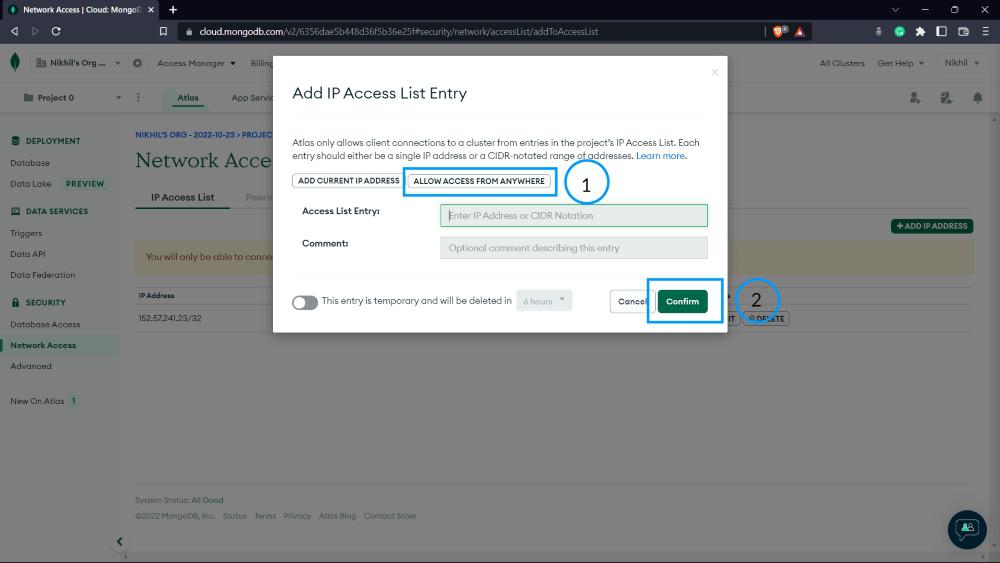 Network Access | Cloud: MongoD
cloud.mongodb.com/v2/6356dae5b448d36f5b36e25f#security/network/accessList/addToAccessList
Nikhil's Org ...
Access Manager
Billing
All Clusters
Get Help
Nikhil
Project 0
Atlas
App Servic
DEPLOYMENT
Database
Data Lake PREVIEW
DATA SERVICES
Triggers
Data API
Data Federation
SECURITY
Database Access
Network Access
Advanced
New On Atlas 1
NIKHIL'S ORG - 2022-10-23 > PROJEC
Network Acce
IP Access List
Peerin
+ ADD IP ADDRESS
You will only be able to conne
IP Address
152.57.241.23/32
IT
DELETE
Add IP Access List Entry
Atlas only allows client connections to a cluster from entries in the project's IP Access List. Each
entry should either be a single IP address or a CIDR-notated range of addresses. Learn more.
ADD CURRENT IP ADDRESS
ALLOW ACCESS FROM ANYWHERE
1
Access List Entry:
Enter IP Address or CIDR Notation
Comment:
Optional comment describing this entry
This entry is temporary and will be deleted in
6 hours
Cancel
Confirm
2
System Status: All Good
©2022 MongoDB, Inc. Status Terms Privacy Atlas Blog Contact Sales